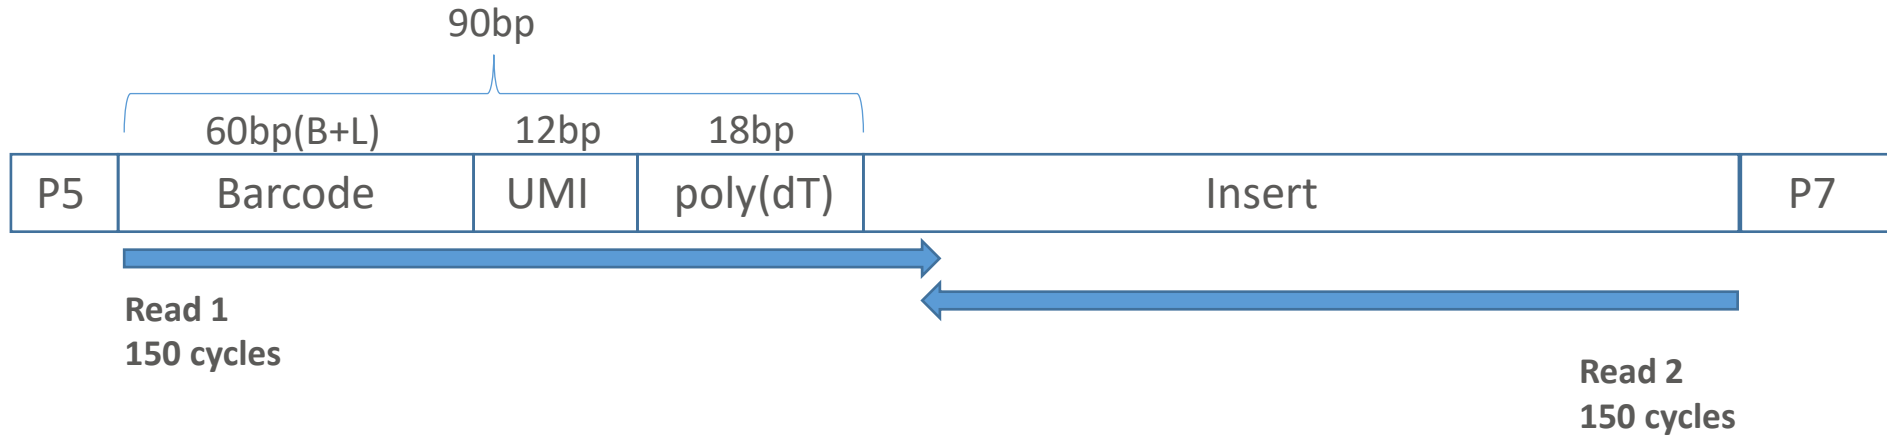 90bp
60bp(B+L) 12bp 18bp
P5 Barcode UMI poly(dT) Insert P7
Read 1
150 cycles
Read 2
150 cycles